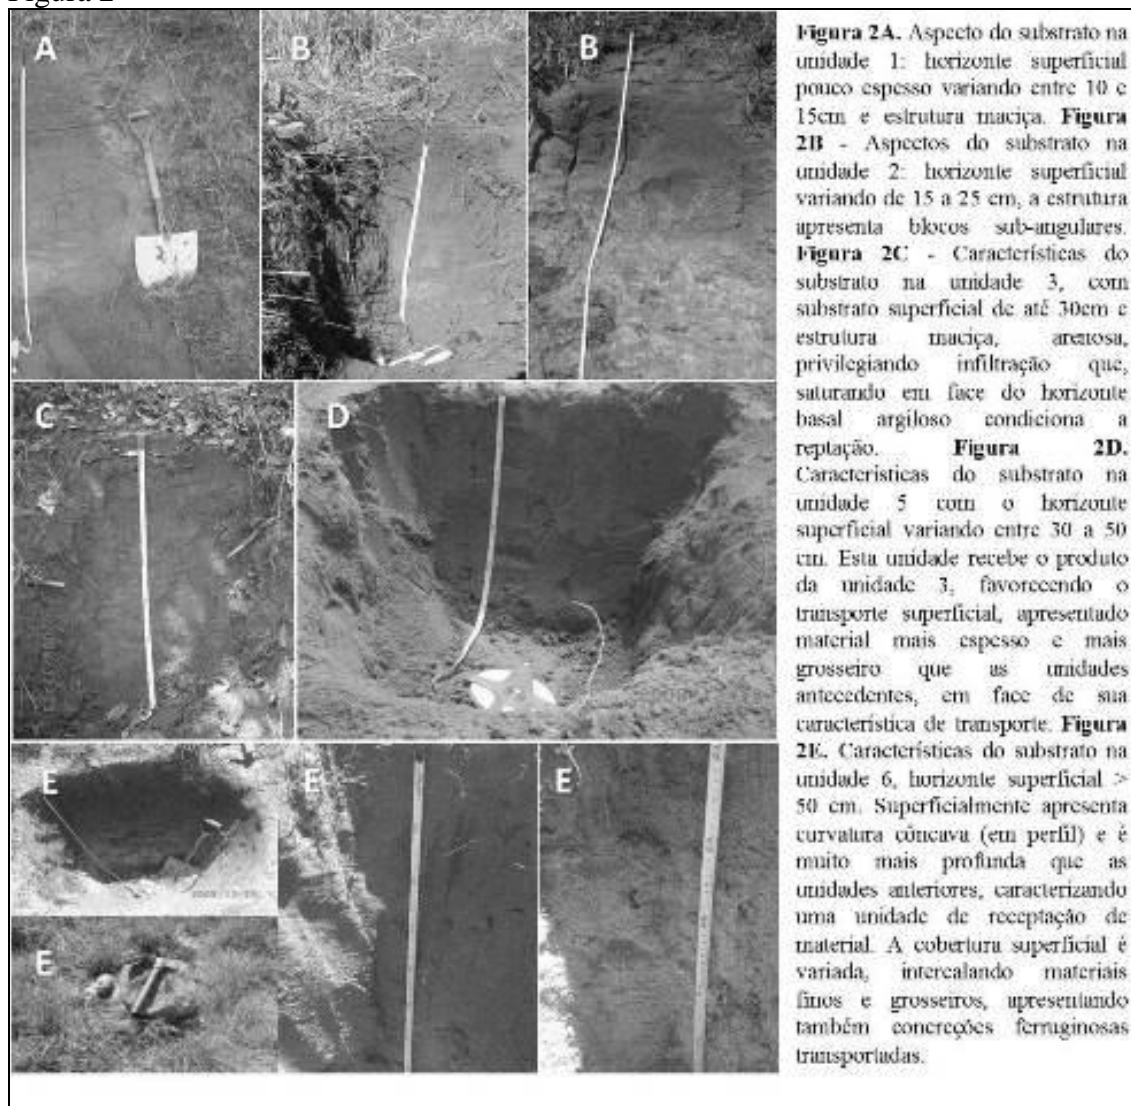 Figura 2
A
B
B
Figura 2A. Aspecto do substrato na
unidade 1: horizonte superficial
pouco espesso variando entre 10 e
15cm e estrutura maciça. Figura
2B - Aspectos do substrato na
unidade 2: horizonte superficial
variando de 15 a 25 cm, a estrutura
apresenta blocos sub-angulares.
Figura 2C - Características do
substrato na unidade 3, com
substrato superficial de até 30cm e
estrutura maciça, arenosa,
privilegiando infiltração que,
saturando em face do horizonte
basal argiloso condiciona a
reptação. Figura 2D.
Características do substrato na
unidade 5 com o horizonte
superficial variando entre 30 a 50
cm. Esta unidade recebe o produto
da unidade 3, favorecendo o
transporte superficial, apresentado
material mais espesso e mais
grosseiro que as unidades
antecedentes, em face de sua
característica de transporte. Figura
2E. Características do substrato na
unidade 6, horizonte superficial >
50 cm. Superficialmente apresenta
curvatura côncava (em perfil) e é
muito mais profunda que as
unidades anteriores, caracterizando
uma unidade de receptação de
material. A cobertura superficial é
variada, intercalando materiais
finos e grosseiros, apresentando
também concreções ferruginosas
transportadas.
C
D
E
E
E
E